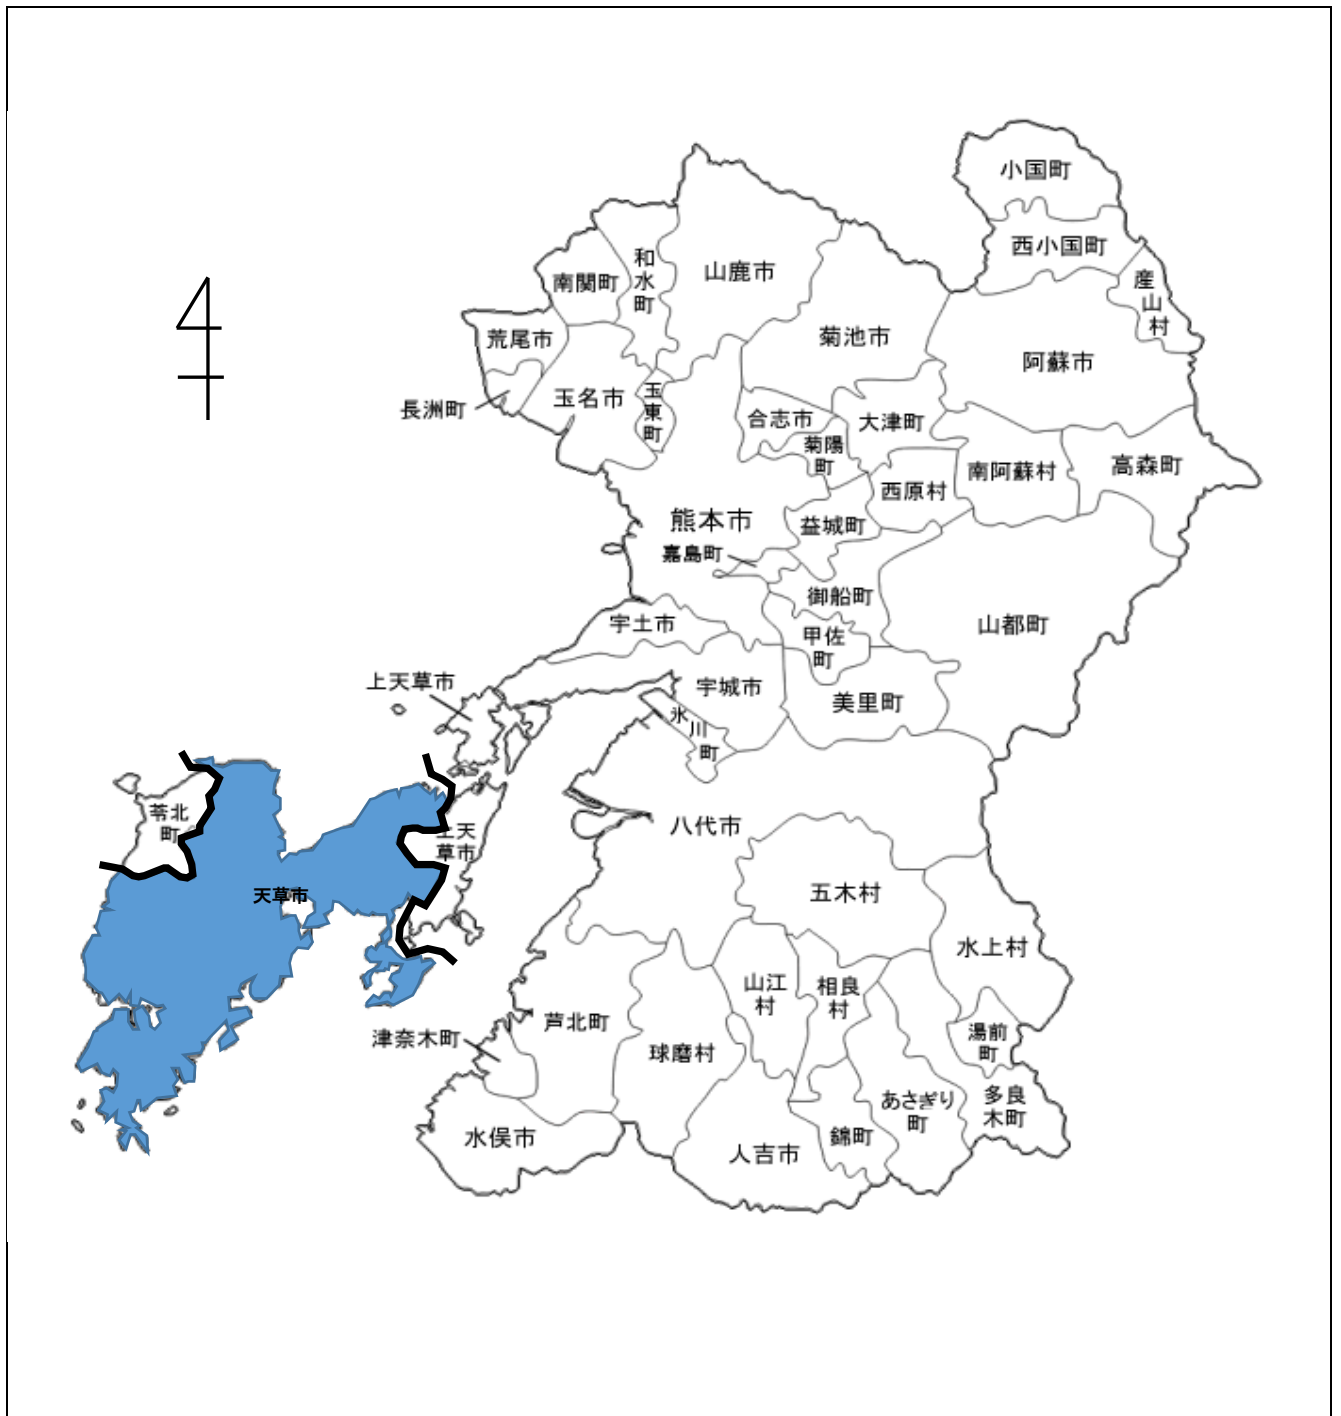 小国町
西小国町
産
山
村
和
水
町
山鹿市
南関町
荒尾市
菊池市
阿蘇市
長洲町
玉名市
玉
東
町
合志市
大津町
菊陽
町
南阿蘇村
高森町
西原村
熊本市
益城町
嘉島町
御船町
宇土市
甲佐
町
山都町
上天草市
宇城市
美里町
氷
川
町
苓北
町
上天
草市
八代市
天草市
五木村
水上村
山江
村
相良
村
芦北町
津奈木町
球磨村
湯前
町
あさぎり
町
多良
木町
水俣市
錦町
人吉市